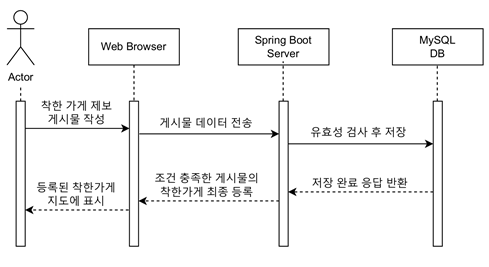 Actor
Web Browser
Spring Boot
Server
MySQL
DB
착한 가게 제보
게시물 작성
게시물 데이터 전송
유효성 검사 후 저장
저장 완료 응답 반환
조건 충족한 게시물의
착한가게 최종 등록
등록된 착한가게
지도에 표시